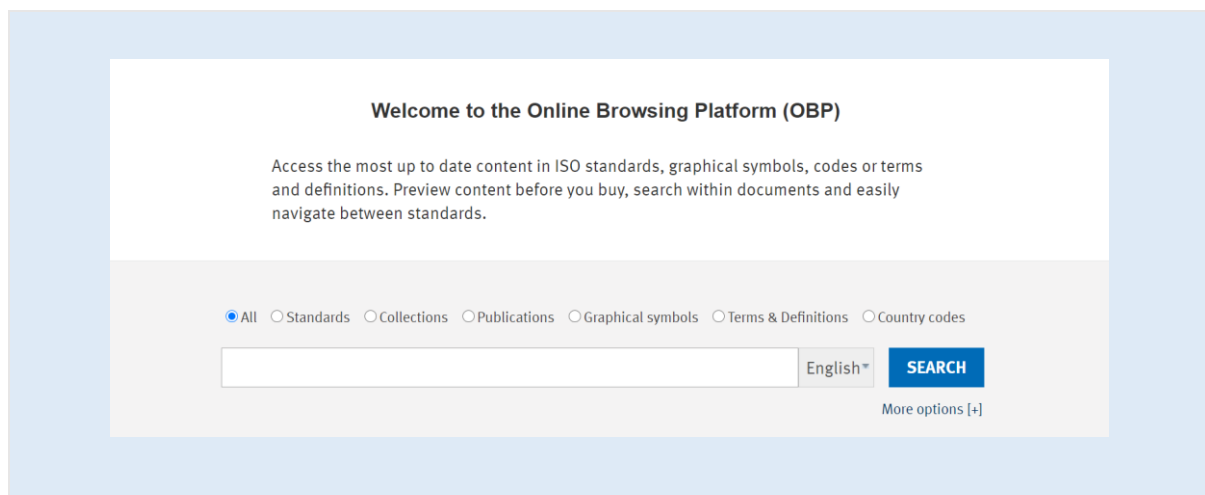 Welcome to the Online Browsing Platform (OBP)
Access the most up to date content in ISO standards, graphical symbols, codes or terms
and definitions. Preview content before you buy, search within documents and easily
navigate between standards.
All Standards Collections Publications Graphical symbols Terms & Definitions Country codes
English SEARCH
More options [+]